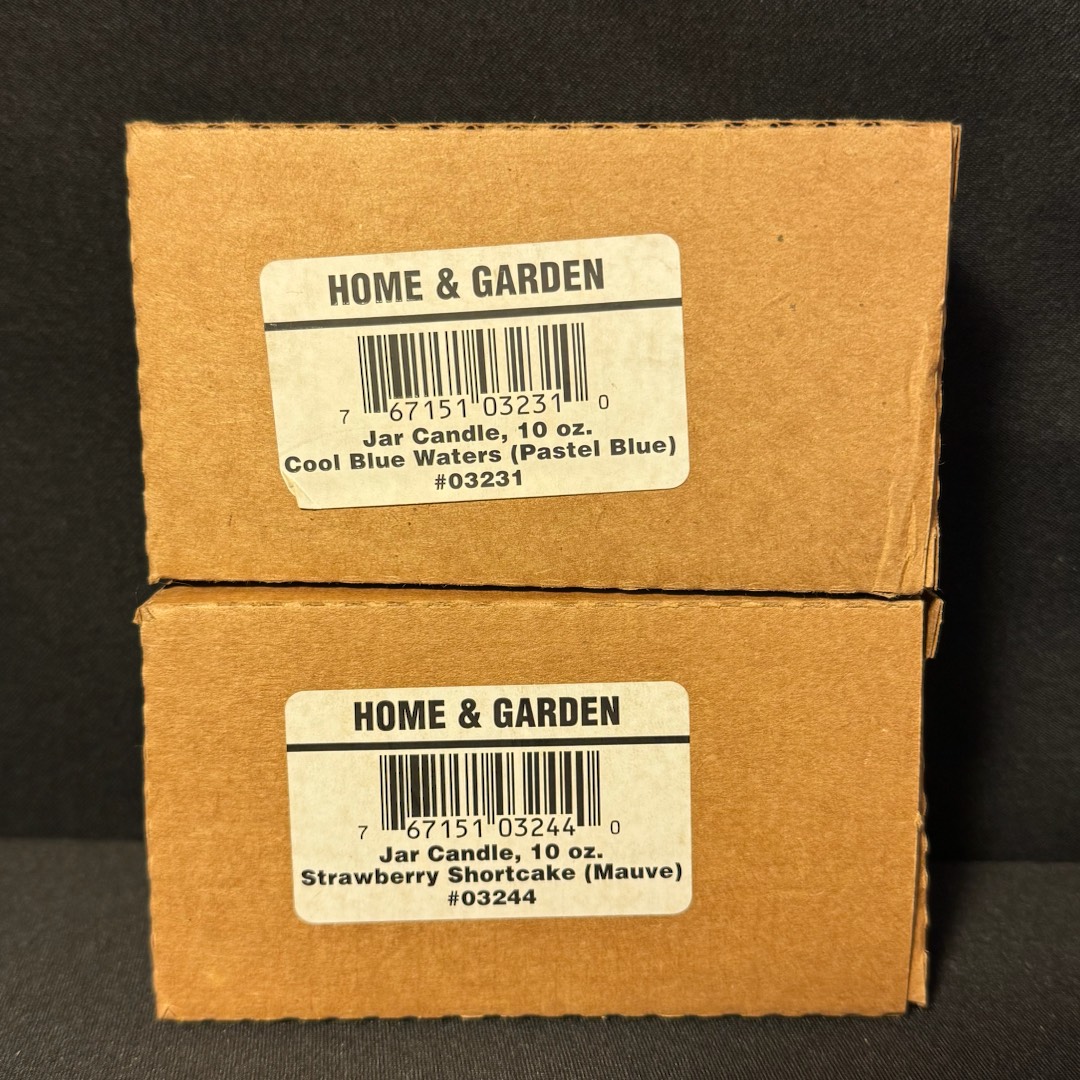 HOME & GARDEN
7 67151 03231 0
Jar Candle, 10 oz.
Cool Blue Waters (Pastel Blue)
#03231
HOME & GARDEN
7 67151 03244 0
Jar Candle, 10 oz.
Strawberry Shortcake (Mauve)
#03244